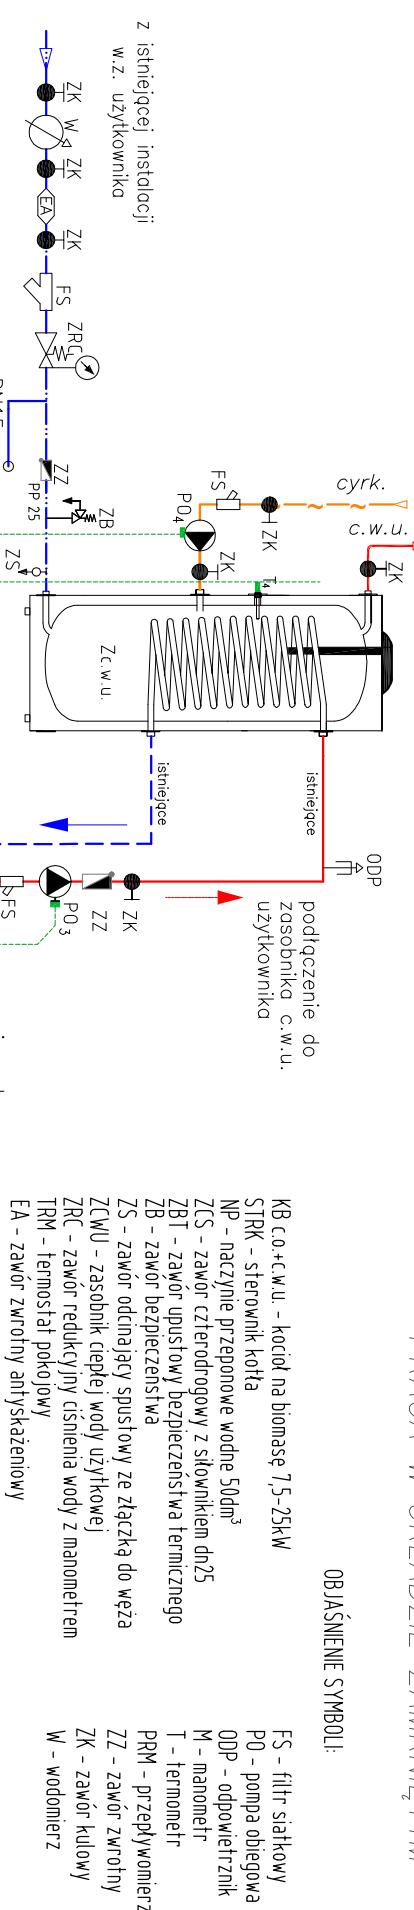 z istniejącej instalacji
w.z. użytkownika
ZK
W
ZK
EA
ZK
FS
ZRC
ZZ
PP 25
ZB
ZS
cyrk.
c.w.u.
FS
PO4
ZK
ZK
ZK
T4
Zc.w.u.
istniejące
istniejące
ODP
ZK
ZZ
PO3
FS
podłączenie do
zasobnika c.w.u.
użytkownika
OBJAŚNIENIE SYMBOLI:
KB c.o.+c.w.u. - kocioł na biomasę 7,5-25kW
STRK - sterownik kotła
NP - naczynie przeponowe wodne 50dm³
ZCS - zawór czterodrogowy z siłownikiem dn25
ZBT - zawór upustowy bezpieczeństwa termicznego
ZB - zawór bezpieczeństwa
ZS - zawór odcinający spustowy ze złączką do węża
ZCWU - zasobnik ciepłej wody użytkowej
ZRC - zawór redukcyjny ciśnienia wody z manometrem
TRM - termostat pokojowy
EA - zawór zwrotny antyskażeniowy
FS - filtr siatkowy
PO - pompa obiegowa
ODP - odpowietrznik
M - manometr
T - termometr
PRM - przepływomierz
ZZ - zawór zwrotny
ZK - zawór kulowy
W - wodomierz